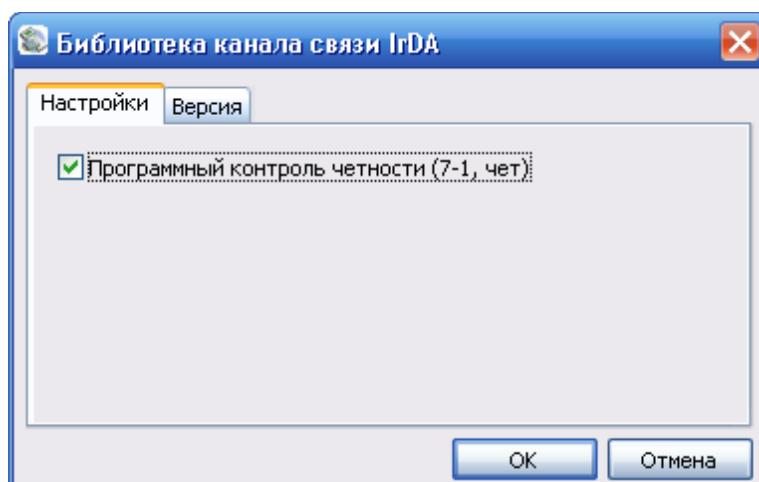 Библиотека канала связи IrDA
Настройки Версия
Программный контроль четности (7-1, чет)
OK Отмена